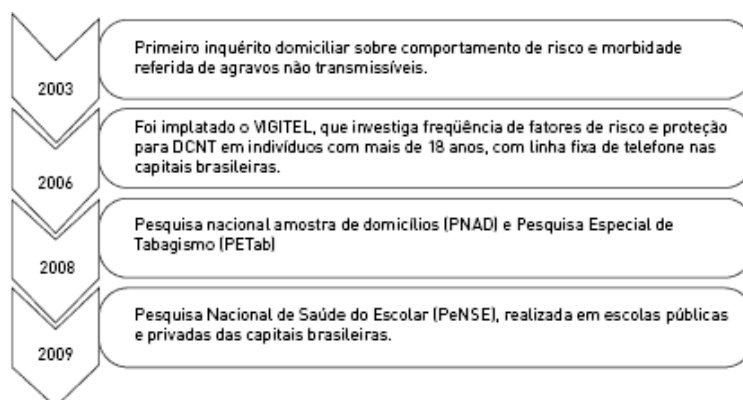 2003
Primeiro inquérito domiciliar sobre comportamento de risco e morbidade
referida de agravos não transmissíveis.
2006
Foi implatado o VIGITEL, que investiga freqüência de fatores de risco e proteção
para DCNT em indivíduos com mais de 18 anos, com linha fixa de telefone nas
capitais brasileiras.
2008
Pesquisa nacional amostra de domicílios (PNAD) e Pesquisa Especial de
Tabagismo (PETab)
2009
Pesquisa Nacional de Saúde do Escolar (PeNSE), realizada em escolas públicas
e privadas das capitais brasileiras.